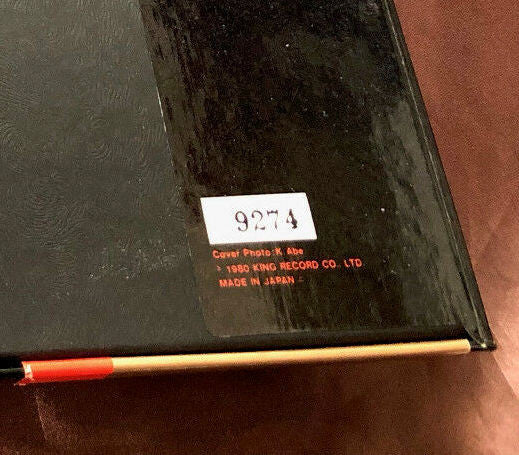 9274
Cover Photo: K Abe
℗ 1980 KING RECORD CO., LTD
MADE IN JAPAN